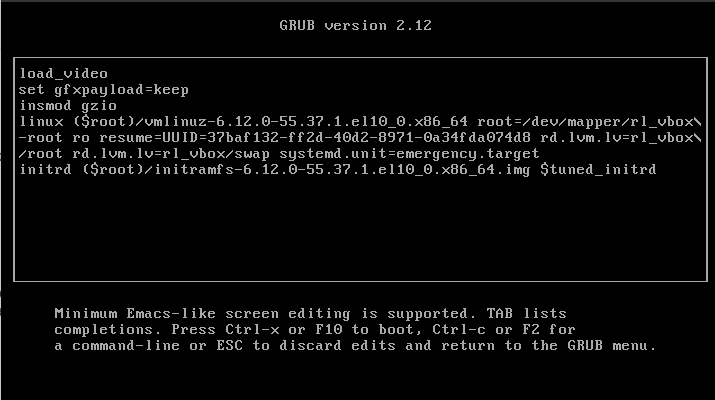 GRUB version 2.12
load_video
set gfxpayload=keep
insmod gzio
linux ($root)/vmlinuz-6.12.0-55.37.1.el10_0.x86_64 root=/dev/mapper/rl_vbox\
-root ro resume=UUID=37baf132-ff2d-40d2-8971-0a34fda074d8 rd.lvm.lv=rl_vbox\
/root rd.lvm.lv=rl_vbox/swap systemd.unit=emergency.target
initrd ($root)/initramfs-6.12.0-55.37.1.el10_0.x86_64.img $tuned_initrd
Minimum Emacs-like screen editing is supported. TAB lists
completions. Press Ctrl-x or F10 to boot, Ctrl-c or F2 for
a command-line or ESC to discard edits and return to the GRUB menu.